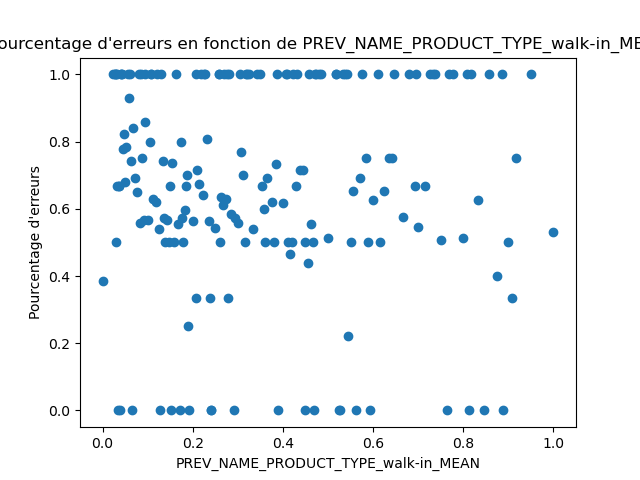 ourcentage d'erreurs en fonction de PREV_NAME_PRODUCT_TYPE_walk-in_MEA
1.0
0.8
0.6
0.4
0.2
0.0
Pourcentage d'erreurs
0.0 0.2 0.4 0.6 0.8 1.0
PREV_NAME_PRODUCT_TYPE_walk-in_MEAN